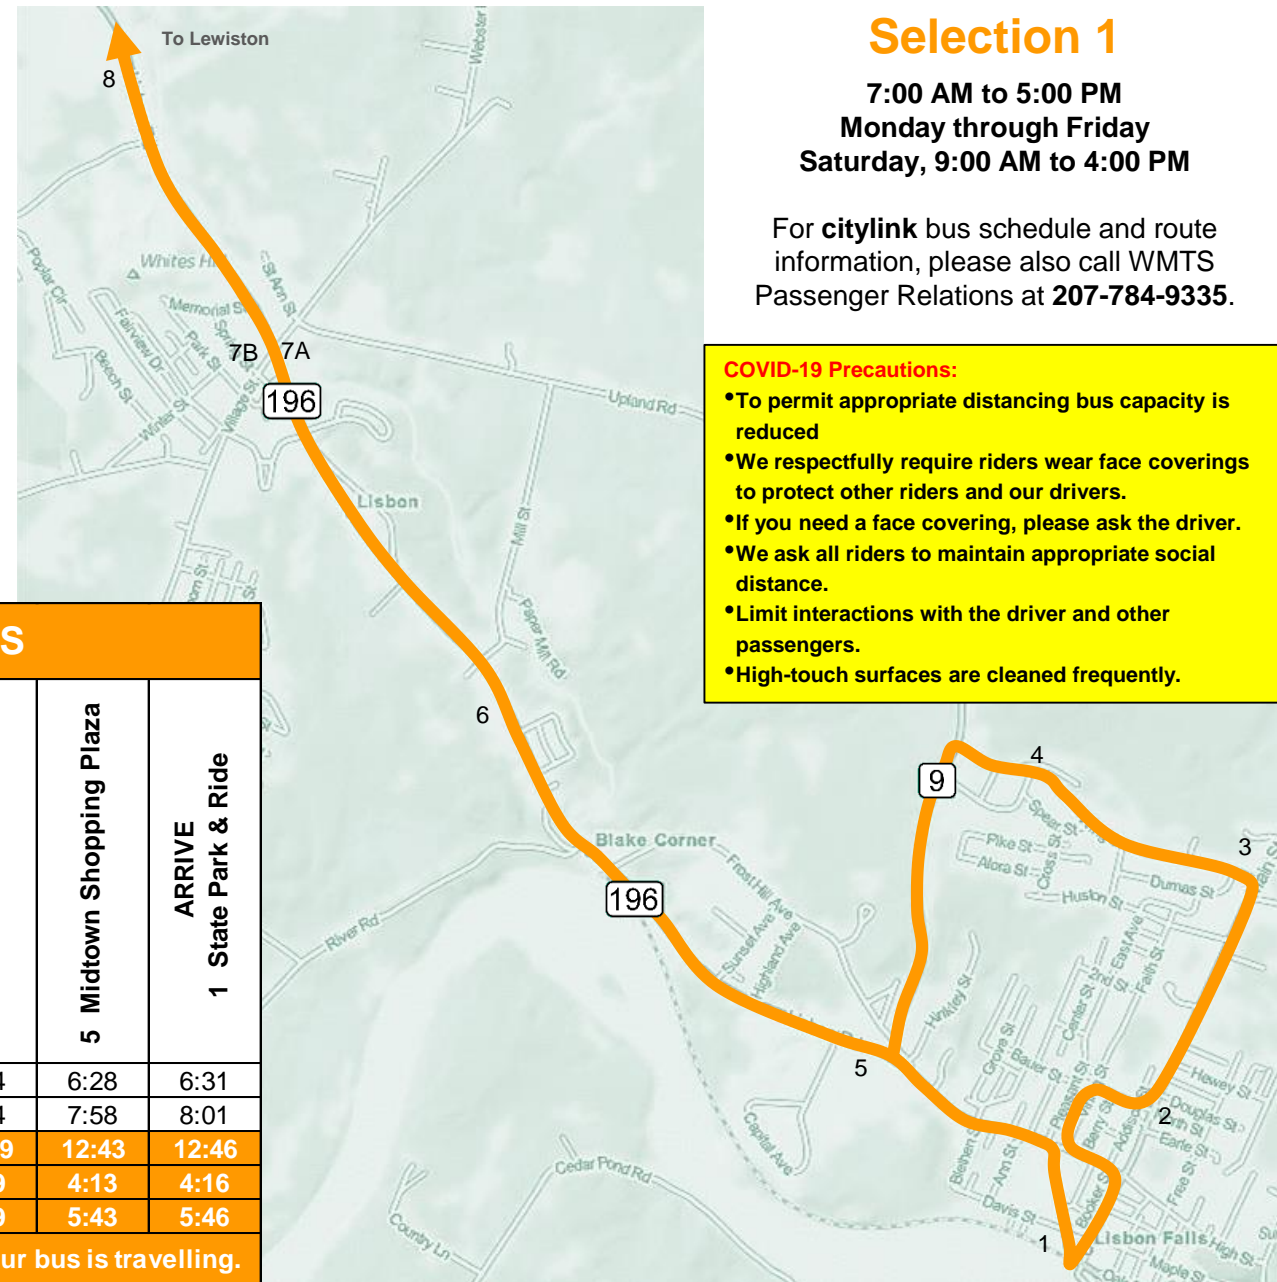 Selection 1
7:00 AM to 5:00 PM
Monday through Friday
Saturday, 9:00 AM to 4:00 PM
For citylink bus schedule and route
information, please also call WMTS
Passenger Relations at 207-784-9335.
COVID-19 Precautions:
•To permit appropriate distancing bus capacity is
reduced
•We respectfully require riders wear face coverings
to protect other riders and our drivers.
•If you need a face covering, please ask the driver.
•We ask all riders to maintain appropriate social
distance.
•Limit interactions with the driver and other
passengers.
•High-touch surfaces are cleaned frequently.
To Lewiston
8
Webster
Whites Hill
St Ann St
Poplar Cir
Memorial S
Fairview Dr
Park St
Beech St
Village St
7B
7A
196
Upland Rd
Winter St
Lisbon
Mill St
Paper Mill Rd
6
Blake Corner
196
River Rd
Frost Hill Ave
Sunset Ave
Highland Ave
9
4
Spear St
Pike St
Alora St
Cross St
3
Dumas St
Huston St
East Ave
2nd St
Faith St
Center St
Hinkley St
5
Grove St
Bauer St
Pleasant St
Berry St
Hewey St
Douglas St
2
Earle St
Free St
Capital Ave
Ann St
Davis St
Booker S
Cedar Pond Rd
Country Ln
1
Lisbon Falls
High St
Maple St
S
5 Midtown Shopping Plaza
ARRIVE
1 State Park & Ride
4 6:28 6:31
4 7:58 8:01
9 12:43 12:46
9 4:13 4:16
9 5:43 5:46
ur bus is travelling.